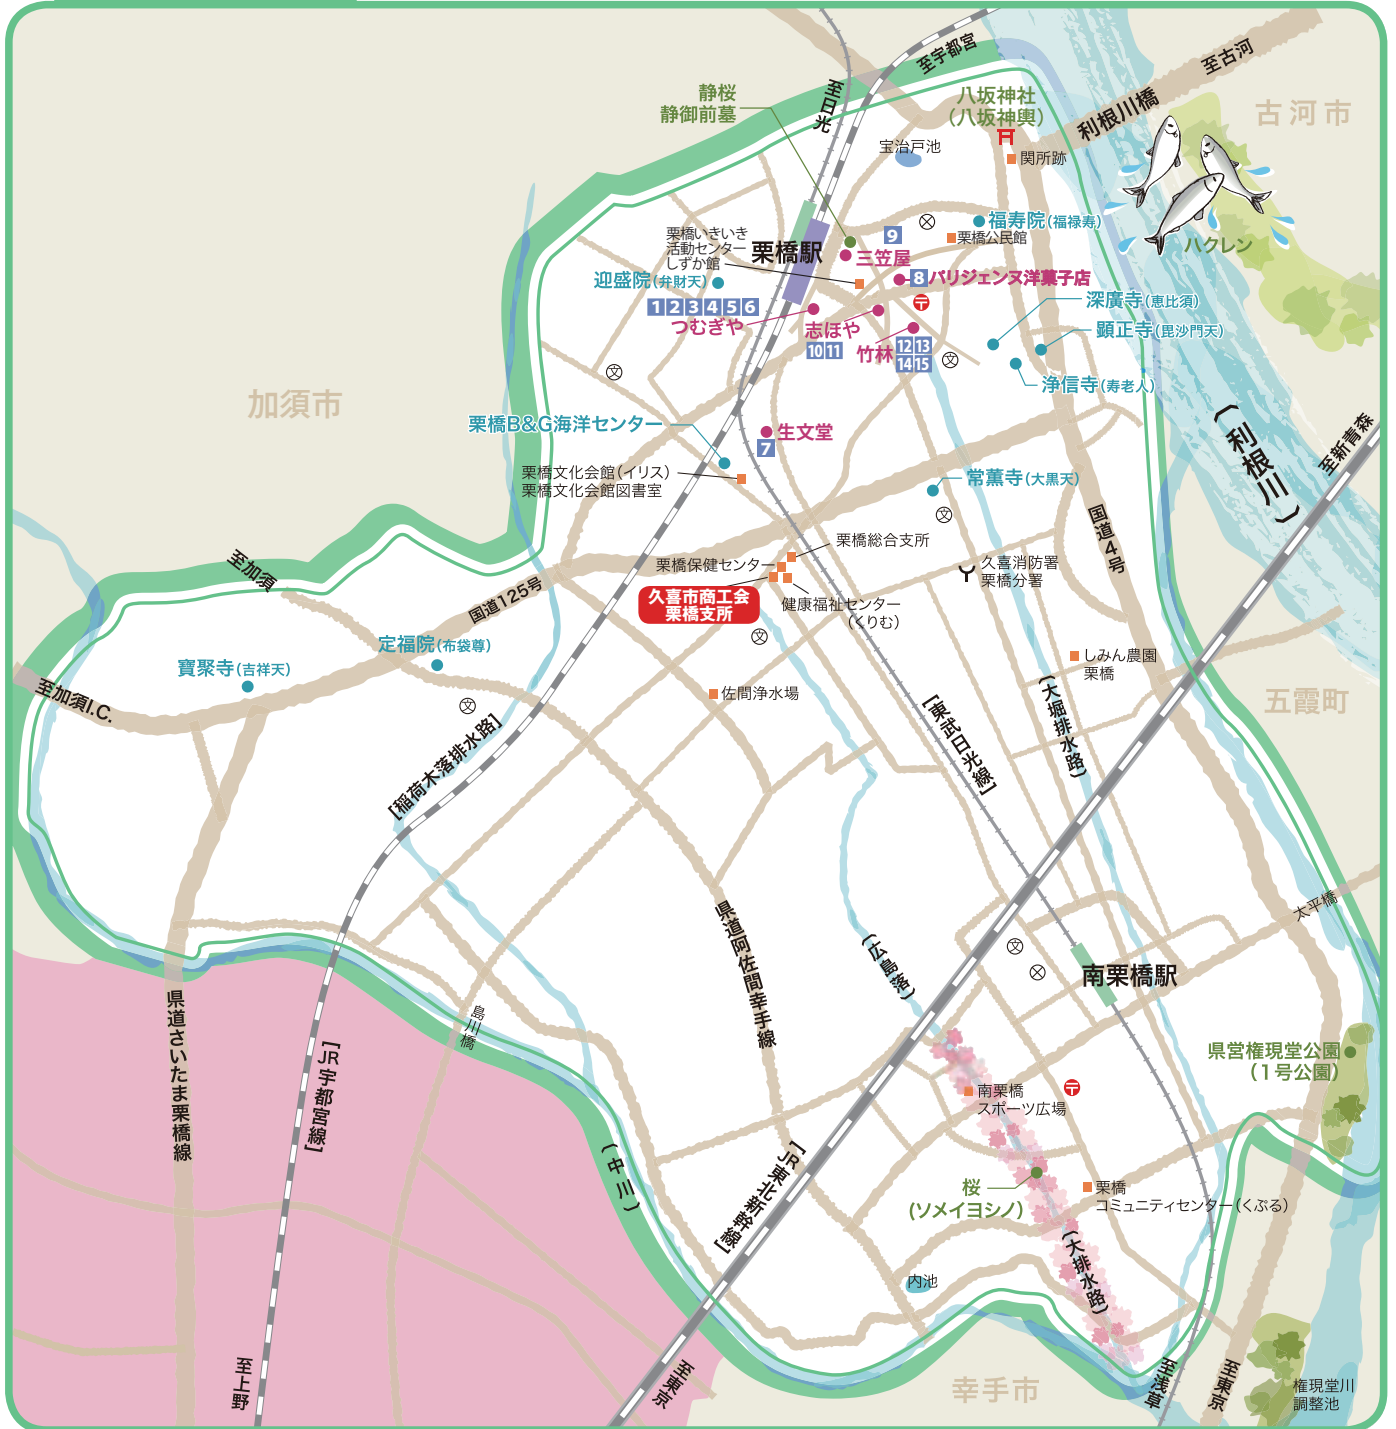 至宇都宮
至古河
静桜
静御前墓
至日光
八坂神社
（八坂神輿）
利根川橋
古河市
宝治戸池
関所跡
福寿院（福禄寿）
栗橋公民館
ハクレン
栗橋いきいき
活動センター
しずか館
栗橋駅
9
三笠屋
迎盛院（弁財天）
8
パリジェンヌ洋菓子店
1 2 3 4 5 6
つむぎや
志ほや
10 11
竹林
12 13
14 15
深廣寺（恵比須）
顕正寺（毘沙門天）
浄信寺（寿老人）
加須市
（利根川）
至新青森
栗橋B&G海洋センター
生文堂
7
栗橋文化会館（イリス）
栗橋文化会館図書室
常薫寺（大黒天）
国道4号
栗橋総合支所
栗橋保健センター
久喜消防署
栗橋分署
久喜市商工会
栗橋支所
健康福祉センター
（くりむ）
至加須
国道125号
定福院（布袋尊）
寶聚寺（吉祥天）
至加須I.C.
しみん農園
栗橋
佐間浄水場
五霞町
［稲荷木落排水路］
［東武日光線］
（大堀排水路）
太平橋
県道阿佐間幸手線
（広島落）
南栗橋駅
県道さいたま栗橋線
島川橋
［JR宇都宮線］
県営権現堂公園
（1号公園）
南栗橋
スポーツ広場
（中川）
［JR東北新幹線］
桜
（ソメイヨシノ）
栗橋
コミュニティセンター（くぷる）
（大排水路）
内池
至上野
至東京
幸手市
至浅草
至東京
権現堂川
調整池
文
文
文
文
文
文
文